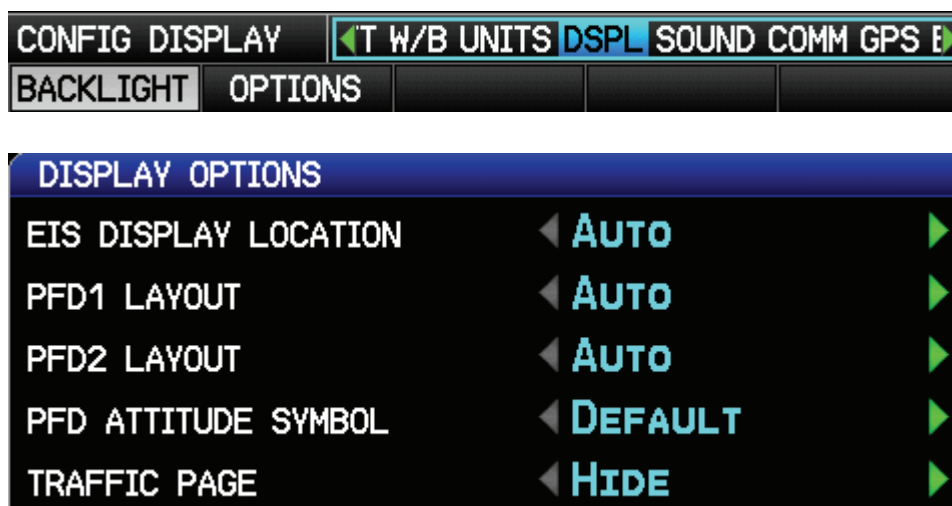 CONFIG DISPLAY T W/B UNITS DSPL SOUND COMM GPS
BACKLIGHT OPTIONS
DISPLAY OPTIONS
EIS DISPLAY LOCATION AUTO
PFD1 LAYOUT AUTO
PFD2 LAYOUT AUTO
PFD ATTITUDE SYMBOL DEFAULT
TRAFFIC PAGE HIDE